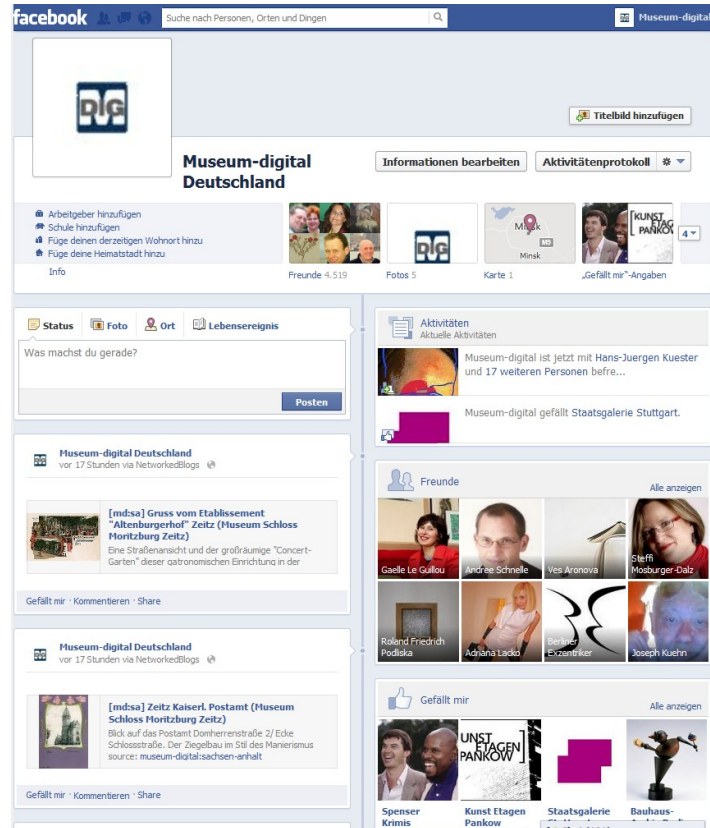 facebook
Suche nach Personen, Orten und Dingen
Museum-digital
DIG
Titelbild hinzufügen
Museum-digital
Deutschland
Informationen bearbeiten
Aktivitätenprotokoll
Arbeitgeber hinzufügen
Schule hinzufügen
Füge deinen derzeitigen Wohnort hinzu
Füge deine Heimatstadt hinzu
Info
Freunde 4.519
DIG
Fotos 5
Minsk
Minsk
Karte 1
KUNST
ETAG
PANKOW
„Gefällt mir"-Angaben
4
Status
Foto
Ort
Lebensereignis
Was machst du gerade?
Posten
Museum-digital Deutschland
vor 17 Stunden via NetworkedBlogs
[md:sa] Gruss vom Etablissement
"Altenburgerhof" Zeitz (Museum Schloss
Moritzburg Zeitz)
Eine Straßenansicht und der großräumige "Concert-
Garten" dieser gatronomischen Einrichtung in der
Gefällt mir · Kommentieren · Share
Museum-digital Deutschland
vor 17 Stunden via NetworkedBlogs
[md:sa] Zeitz Kaiserl. Postamt (Museum
Schloss Moritzburg Zeitz)
Blick auf das Postamt Domherrenstraße 2/ Ecke
Schlossstraße. Der Ziegelbau im Stil des Manierismus
source: museum-digital:sachsen-anhalt
Gefällt mir · Kommentieren · Share
Aktivitäten
Aktuelle Aktivitäten
Museum-digital ist jetzt mit Hans-Juergen Kuester
und 17 weiteren Personen befre...
Museum-digital gefällt Staatsgalerie Stuttgart.
Freunde
Alle anzeigen
Gaelle Le Guillou
Andree Schnelle
Ves Aronova
Steffi
Mosburger-Dalz
Roland Friedrich
Podliska
Adriana Lacko
Berliner
Exzentriker
Joseph Kuehn
Gefällt mir
Alle anzeigen
UNST
ETAGEN
PANKOW
Spenser
Krimis
Kunst Etagen
Pankow
Staatsgalerie
Bauhaus-